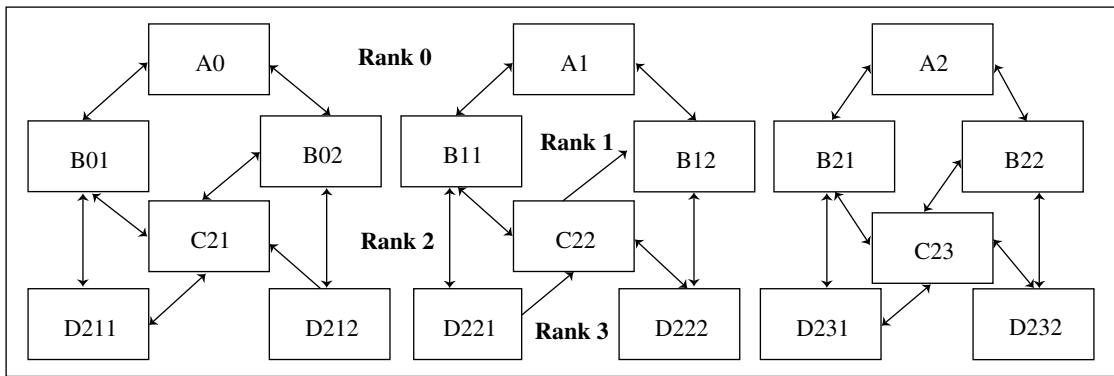 A0
Rank 0
A1
A2
B01
B02
B11
Rank 1
B12
B21
B22
C21
Rank 2
C22
C23
D211
D212
D221
Rank 3
D222
D231
D232